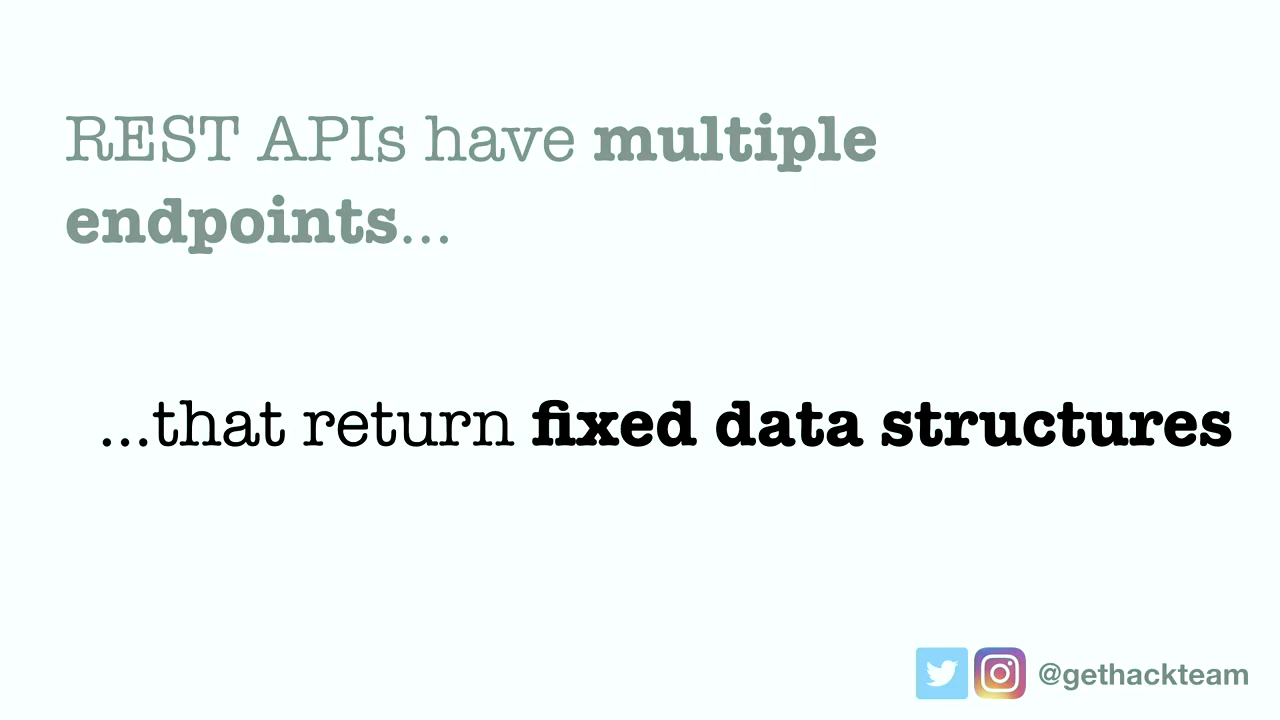 REST APIs have multiple
endpoints...
...that return fixed data structures
@gethackteam